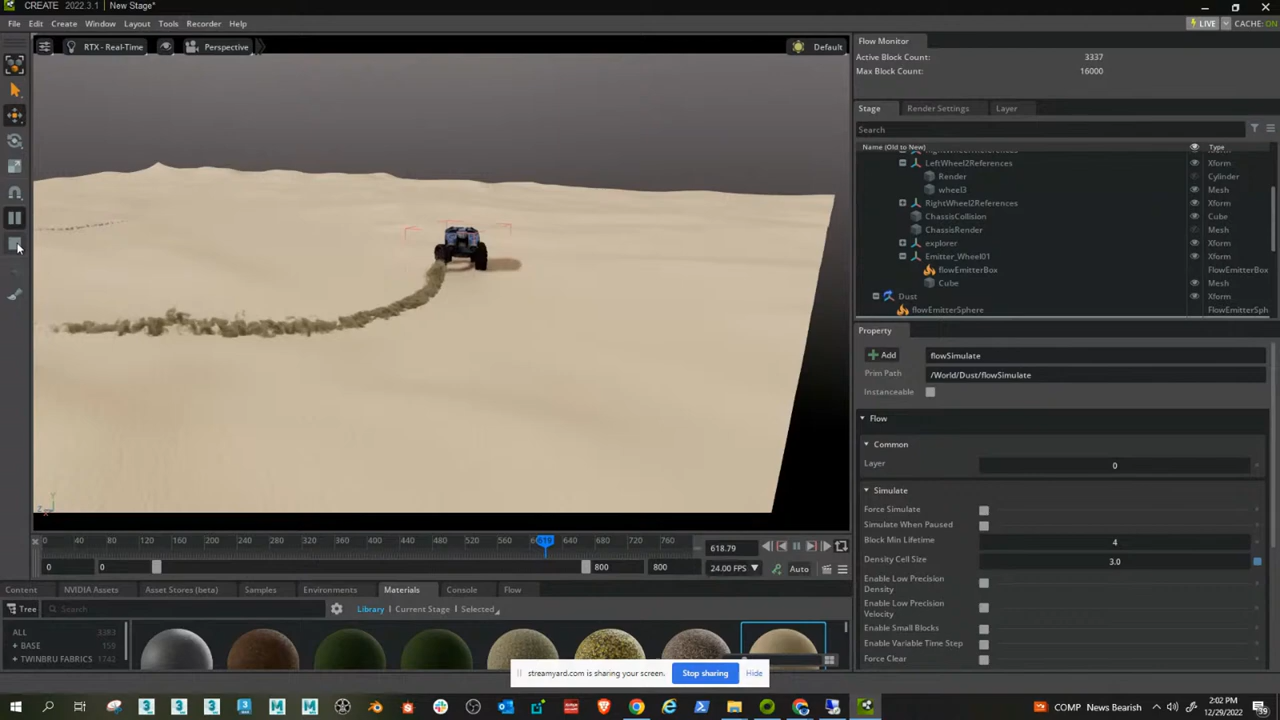 CREATE 2022.3.1 | New Stage*
File Edit Create Window Layout Tools Recorder Help
LIVE CACHE: ON
RTX - Real-Time Perspective Default
Flow Monitor
Active Block Count: 3337
Max Block Count: 16000
Stage Render Settings Layer
Search
Name (Old to New) Type
LeftWheel2References Xform
Render Cylinder
wheel3 Mesh
RightWheel2References Xform
ChassisCollision Cube
ChassisRender Mesh
explorer Xform
Emitter_Wheel01 Xform
flowEmitterBox FlowEmitterBox
Cube Mesh
Dust Xform
flowEmitterSphere FlowEmitterSph
Property
Add flowSimulate
Prim Path /World/Dust/flowSimulate
Instanceable
Flow
Common
Layer 0
Simulate
Force Simulate
Simulate When Paused
Block Min Lifetime 4
Density Cell Size 3.0
Enable Low Precision
Density
Enable Low Precision
Velocity
Enable Small Blocks
Enable Variable Time Step
Force Clear
0 40 80 120 160 200 240 280 320 360 400 440 480 520 560 640 680 720 760
618.79
0 0 800 800 24.00 FPS Auto
Content NVIDIA Assets Asset Stores (beta) Samples Environments Materials Console Flow
Tree Search Library Current Stage Selected
ALL 3383
+ BASE 159
+ TWINBRU FABRICS 1742
streamyard.com is sharing your screen. Stop sharing Hide
COMP News Bearish
2:02 PM
12/29/2022